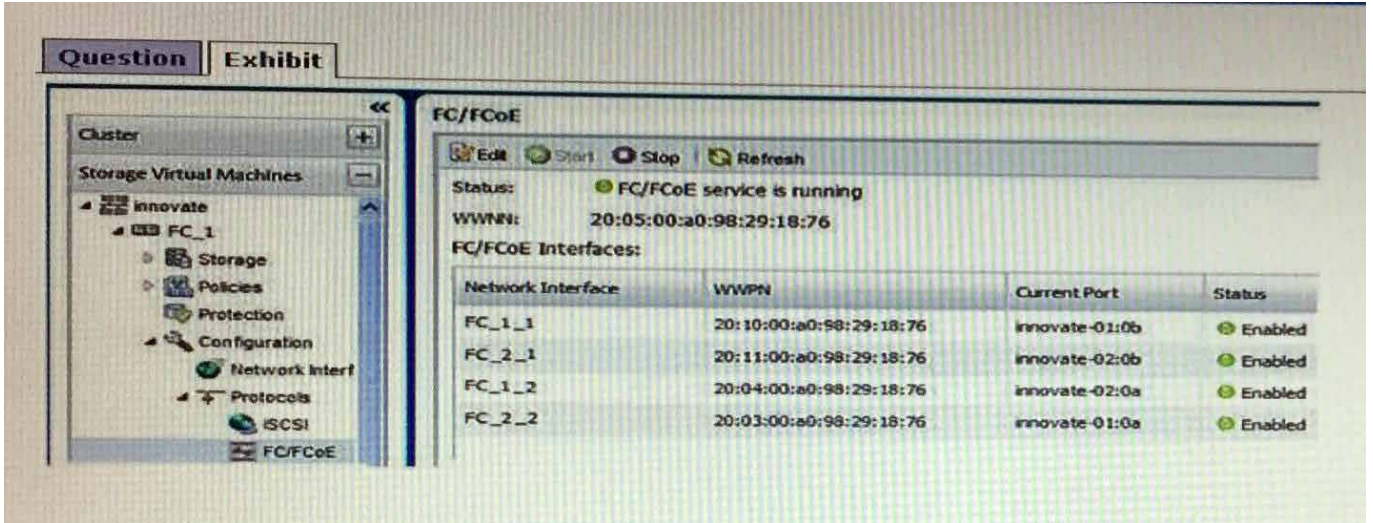 Question Exhibit
Cluster
Storage Virtual Machines
innovate
FC_1
Storage
Policies
Protection
Configuration
Network Interf
Protocols
iSCSI
FC/FCoE
FC/FCoE
Edit Start Stop Refresh
Status: FC/FCoE service is running
WWNN: 20:05:00:a0:98:29:18:76
FC/FCoE Interfaces:
Network Interface WWPN Current Port Status
FC_1_1 20:10:00:a0:98:29:18:76 innovate-01:0b Enabled
FC_2_1 20:11:00:a0:98:29:18:76 innovate-02:0b Enabled
FC_1_2 20:04:00:a0:98:29:18:76 innovate-02:0a Enabled
FC_2_2 20:03:00:a0:98:29:18:76 innovate-01:0a Enabled